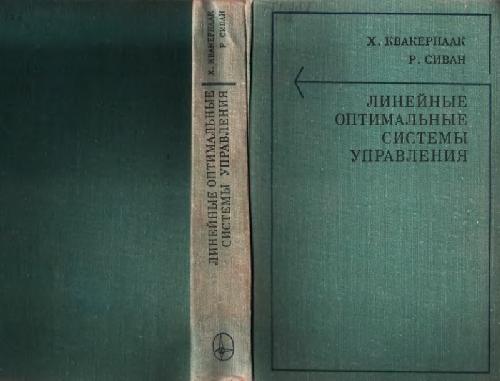 Х. КВАКЕРНААК
Р. СИВАН
ЛИНЕЙНЫЕ ОПТИМАЛЬНЫЕ
СИСТЕМЫ УПРАВЛЕНИЯ
Х. КВАКЕРНААК
Р. СИВАН
ЛИНЕЙНЫЕ
ОПТИМАЛЬНЫЕ
СИСТЕМЫ
УПРАВЛЕНИЯ